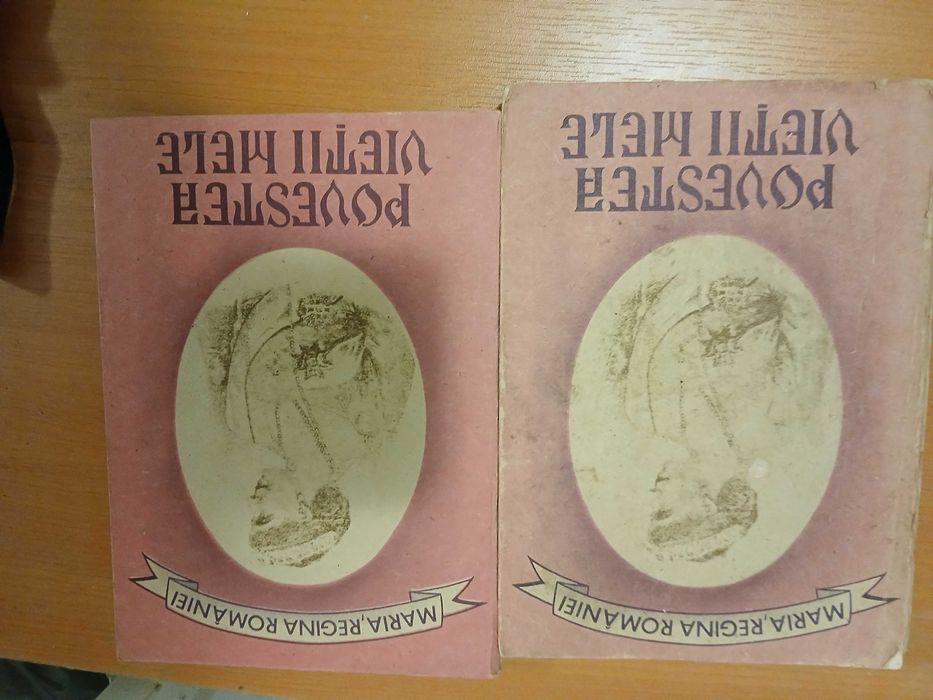 MARIA, REGINA ROMÂNIEI
POVESTEA
VIEȚII MELE
MARIA, REGINA ROMÂNIEI
POVESTEA
VIEȚII MELE